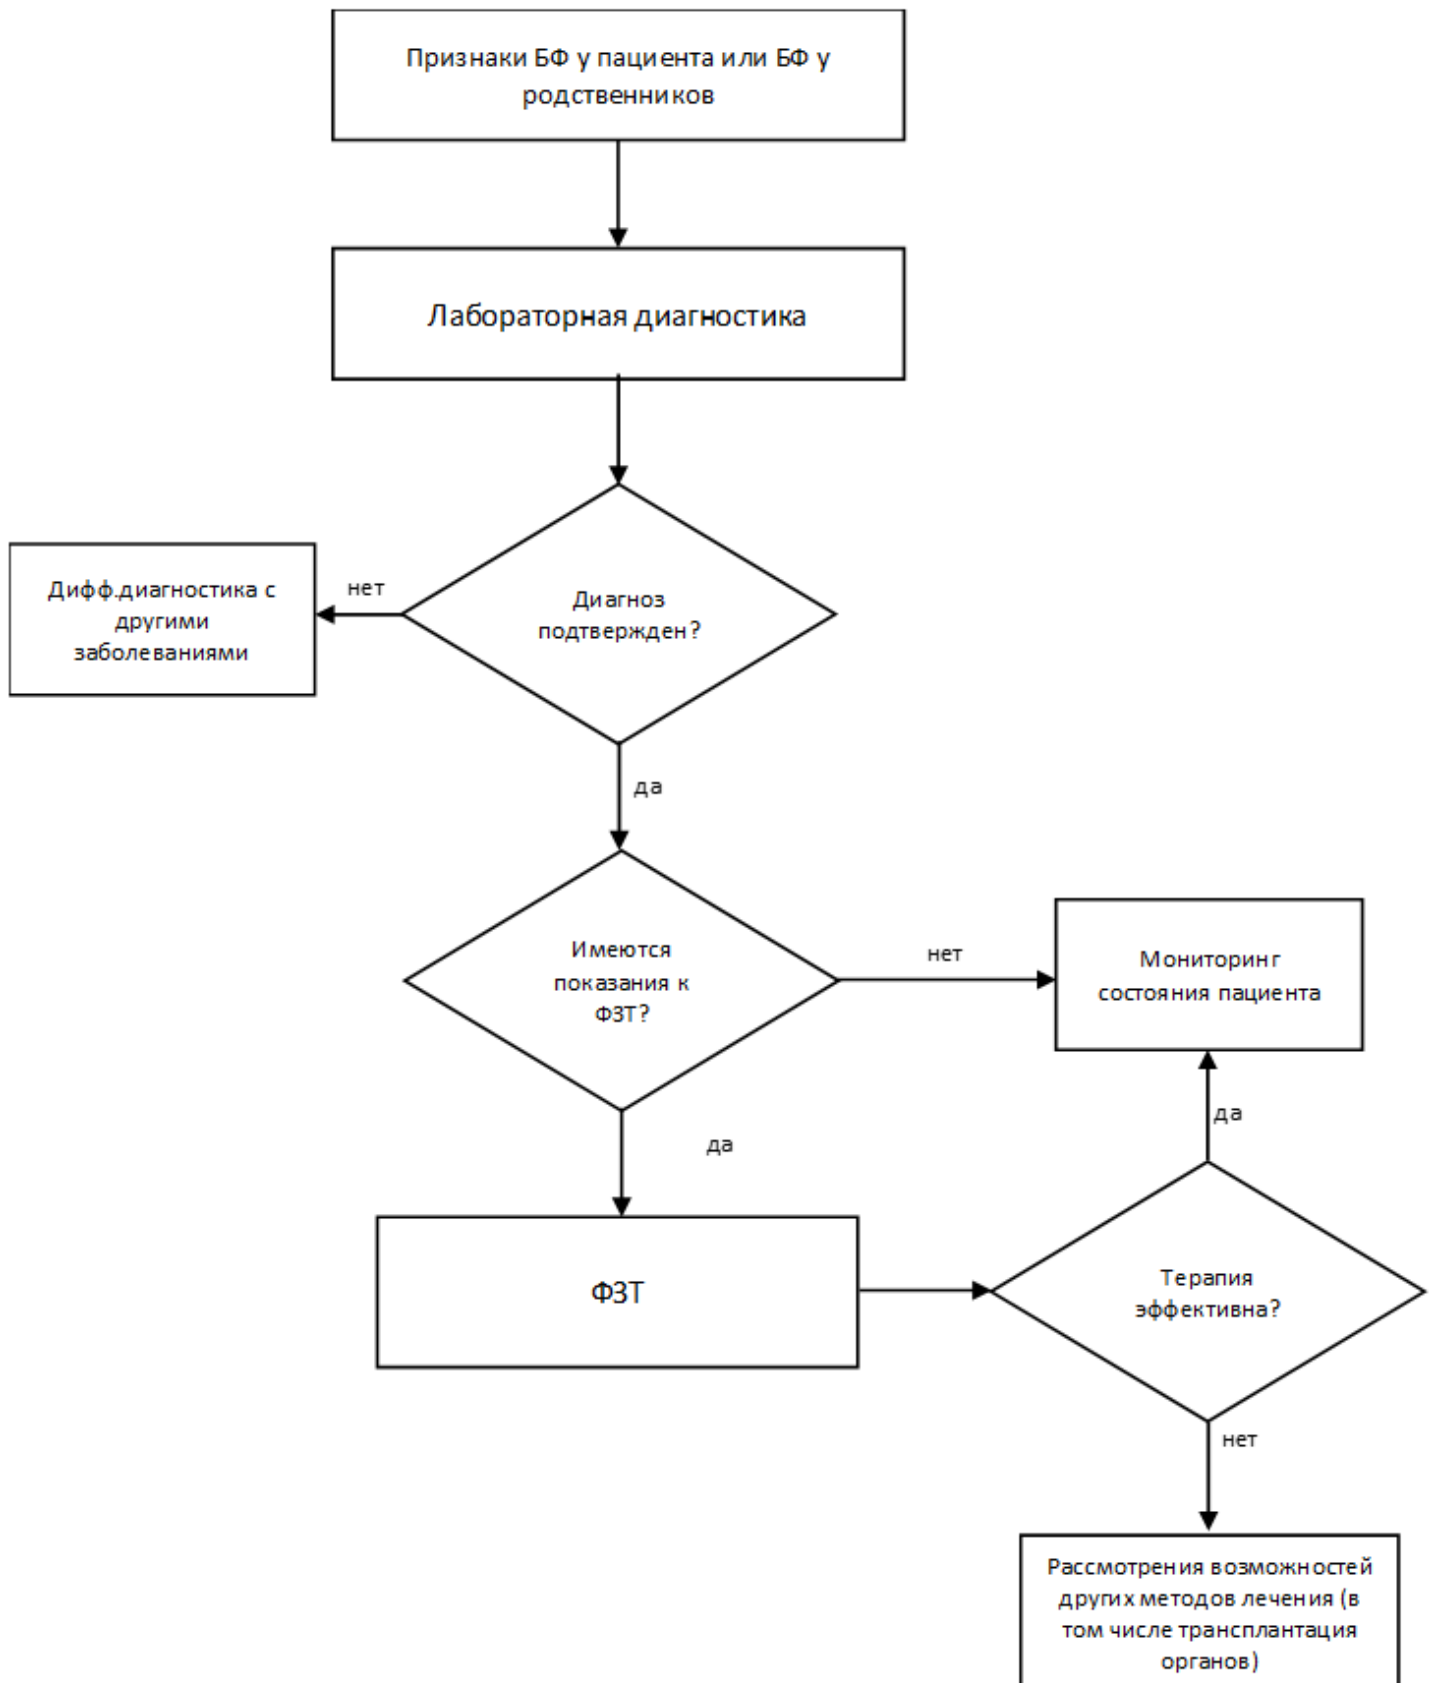 Признаки БФ у пациента или БФ у
родственников
Лабораторная диагностика
Дифф.диагностика с
другими
заболеваниями
нет
Диагноз
подтвержден?
да
Имеются
показания к
ФЗТ?
нет
Мониторинг
состояния пациента
да
да
ФЗТ
Терапия
эффективна?
нет
Рассмотрения возможностей
других методов лечения (в
том числе трансплантация
органов)